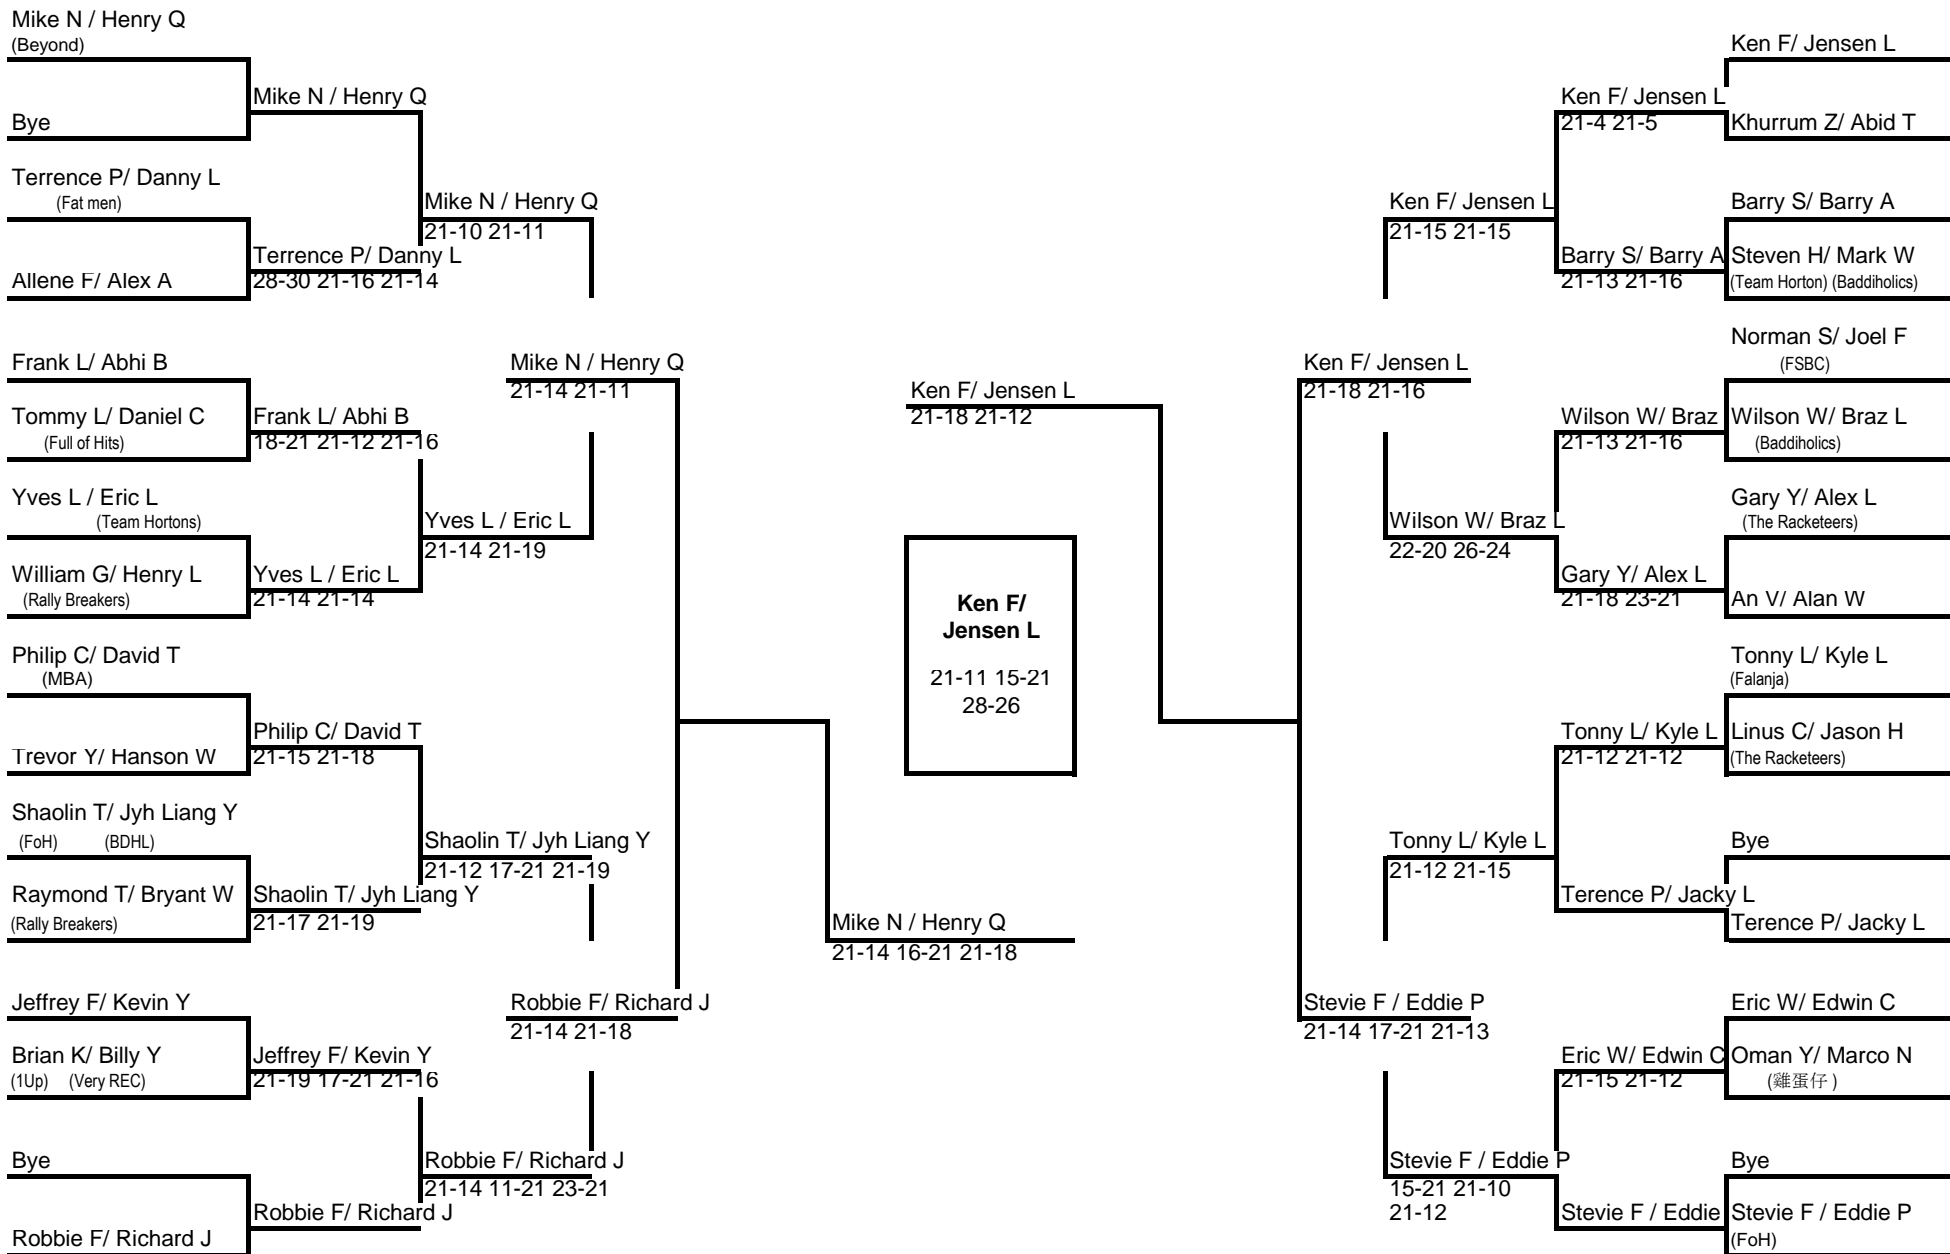 Mike N / Henry Q
(Beyond)
Bye
Terrence P/ Danny L
(Fat men)
Allene F/ Alex A
Frank L/ Abhi B
Tommy L/ Daniel C
(Full of Hits)
Yves L / Eric L
(Team Hortons)
William G/ Henry L
(Rally Breakers)
Philip C/ David T
(MBA)
Trevor Y/ Hanson W
Shaolin T/ Jyh Liang Y
(FoH) (BDHL)
Raymond T/ Bryant W
(Rally Breakers)
Jeffrey F/ Kevin Y
Brian K/ Billy Y
(1Up) (Very REC)
Bye
Robbie F/ Richard J
Mike N / Henry Q
Terrence P/ Danny L
28-30 21-16 21-14
Frank L/ Abhi B
18-21 21-12 21-16
Yves L / Eric L
21-14 21-14
Philip C/ David T
21-15 21-18
Shaolin T/ Jyh Liang Y
21-17 21-19
Jeffrey F/ Kevin Y
21-19 17-21 21-16
Robbie F/ Richard J
Mike N / Henry Q
21-10 21-11
Yves L / Eric L
21-14 21-19
Shaolin T/ Jyh Liang Y
21-12 17-21 21-19
Robbie F/ Richard J
21-14 11-21 23-21
Mike N / Henry Q
21-14 21-11
Robbie F/ Richard J
21-14 21-18
Mike N / Henry Q
21-14 16-21 21-18
Ken F/ Jensen L
21-18 21-12
Ken F/
Jensen L
21-11 15-21
28-26
Ken F/ Jensen L
21-18 21-16
Stevie F / Eddie P
21-14 17-21 21-13
Ken F/ Jensen L
21-15 21-15
Wilson W/ Braz L
22-20 26-24
Tonny L/ Kyle L
21-12 21-15
Stevie F / Eddie P
15-21 21-10
21-12
Ken F/ Jensen L
21-4 21-5
Barry S/ Barry A
21-13 21-16
Wilson W/ Braz
21-13 21-16
Gary Y/ Alex L
21-18 23-21
Tonny L/ Kyle L
21-12 21-12
Terence P/ Jacky L
Eric W/ Edwin C
21-15 21-12
Stevie F / Eddie
Ken F/ Jensen L
Khurrum Z/ Abid T
Barry S/ Barry A
Steven H/ Mark W
(Team Horton) (Baddiholics)
Norman S/ Joel F
(FSBC)
Wilson W/ Braz L
(Baddiholics)
Gary Y/ Alex L
(The Racketeers)
An V/ Alan W
Tonny L/ Kyle L
(Falanja)
Linus C/ Jason H
(The Racketeers)
Bye
Terence P/ Jacky L
Eric W/ Edwin C
Oman Y/ Marco N
(雞蛋仔 )
Bye
Stevie F / Eddie P
(FoH)